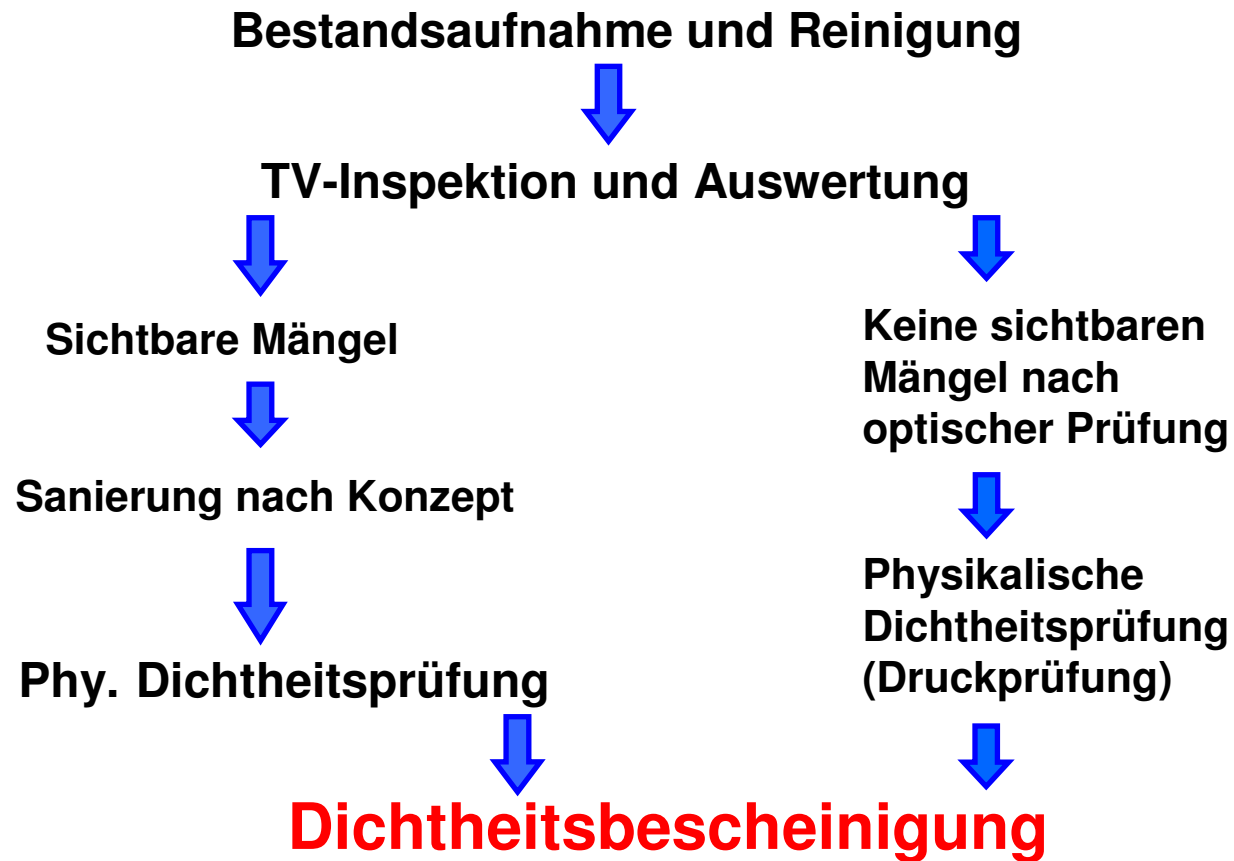 Bestandsaufnahme und Reinigung
TV-Inspektion und Auswertung
Sichtbare Mängel
Sanierung nach Konzept
Phy. Dichtheitsprüfung
Keine sichtbaren
Mängel nach
optischer Prüfung
Physikalische
Dichtheitsprüfung
(Druckprüfung)
Dichtheitsbescheinigung